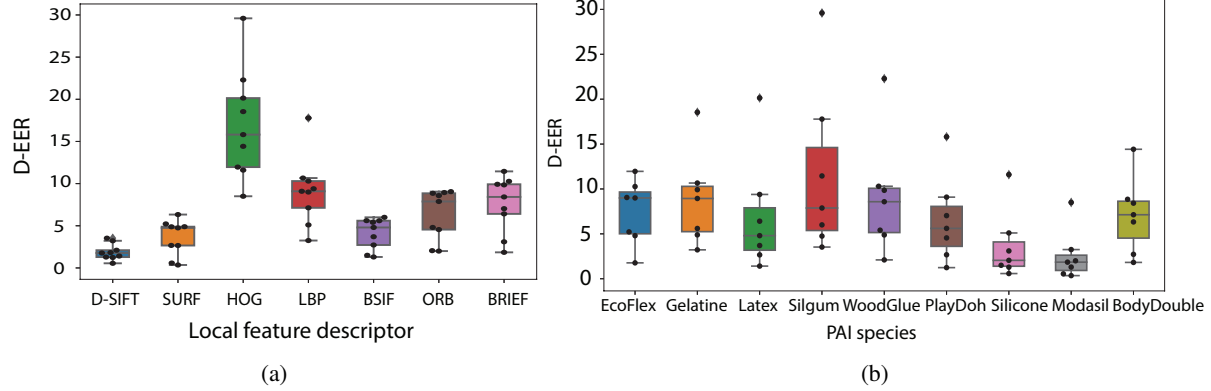 30
25
20
15
10
5
0
D-EER
D-SIFT SURF HOG LBP BSIF ORB BRIEF
Local feature descriptor
(a)
30
25
20
15
10
5
0
D-EER
EcoFlex Gelatine Latex Silgum WoodGlue PlayDoh Silicone Modasil BodyDouble
PAI species
(b)